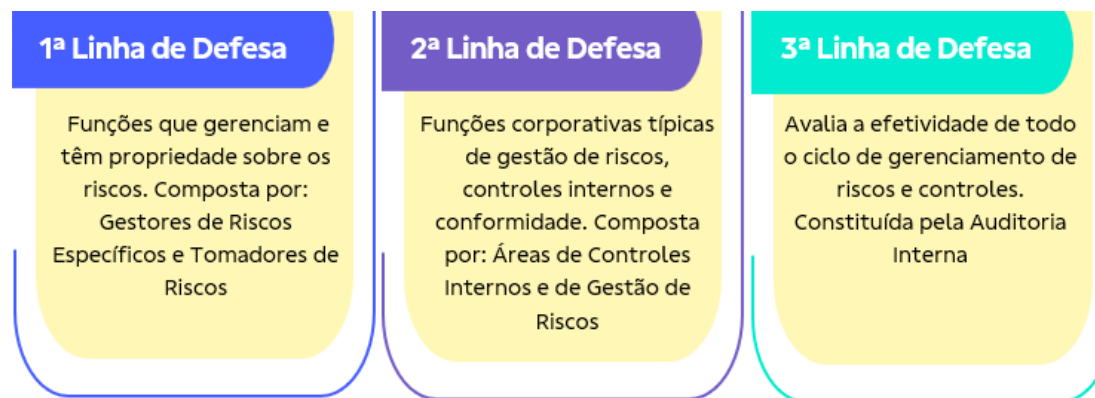 1ª Linha de Defesa
Funções que gerenciam e
têm propriedade sobre os
riscos. Composta por:
Gestores de Riscos
Específicos e Tomadores de
Riscos
2ª Linha de Defesa
Funções corporativas típicas
de gestão de riscos,
controles internos e
conformidade. Composta
por: Áreas de Controles
Internos e de Gestão de
Riscos
3ª Linha de Defesa
Avalia a efetividade de todo
o ciclo de gerenciamento de
riscos e controles.
Constituída pela Auditoria
Interna